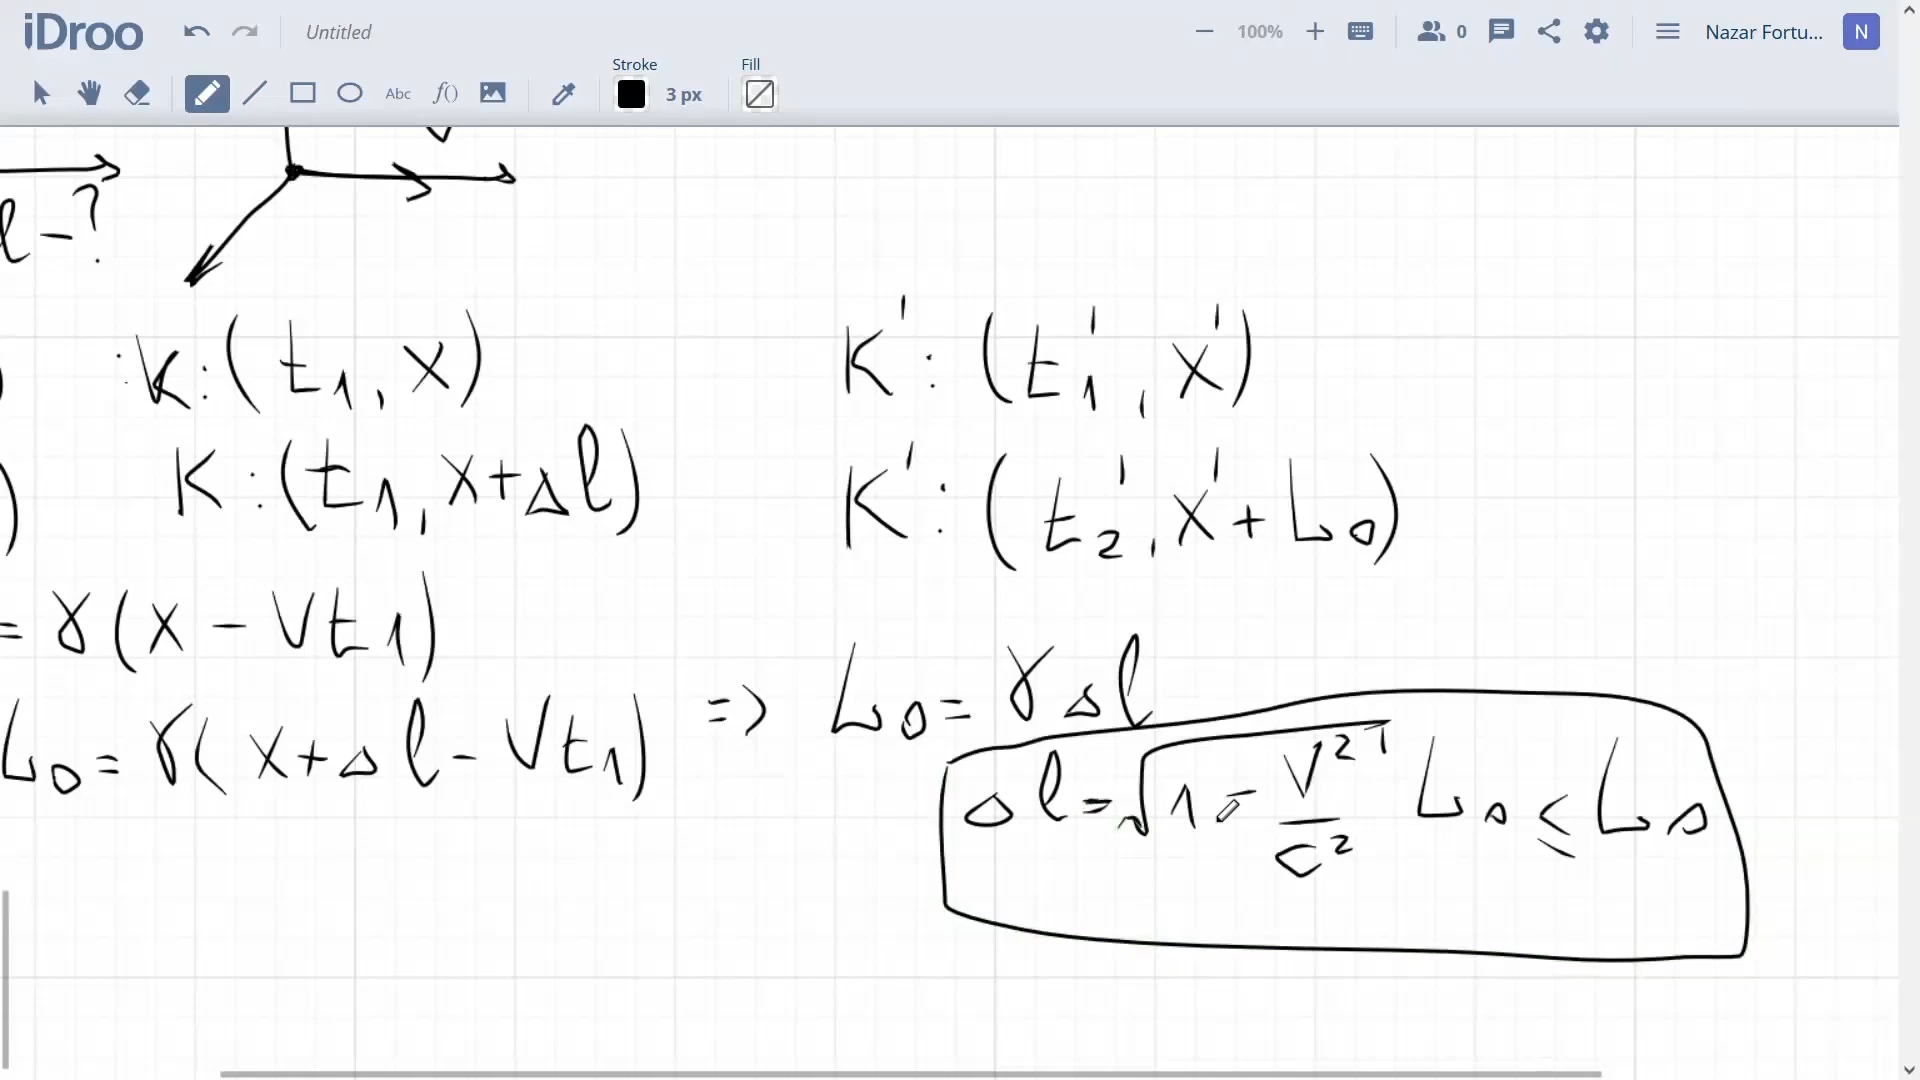 iDroo Untitled 100% 0 Nazar Fortu... N
Stroke Fill
Abc f() 3 px
V
l - ?
K: (t₁, x) K': (t₁', x')
K: (t₁, x+Δl) K': (t₂', x'+L₀)
= γ(x - Vt₁)
L₀ = γ(x+Δl - Vt₁) => L₀ = γΔl
Δl = √(1 - V²/c²) L₀ ≤ L₀